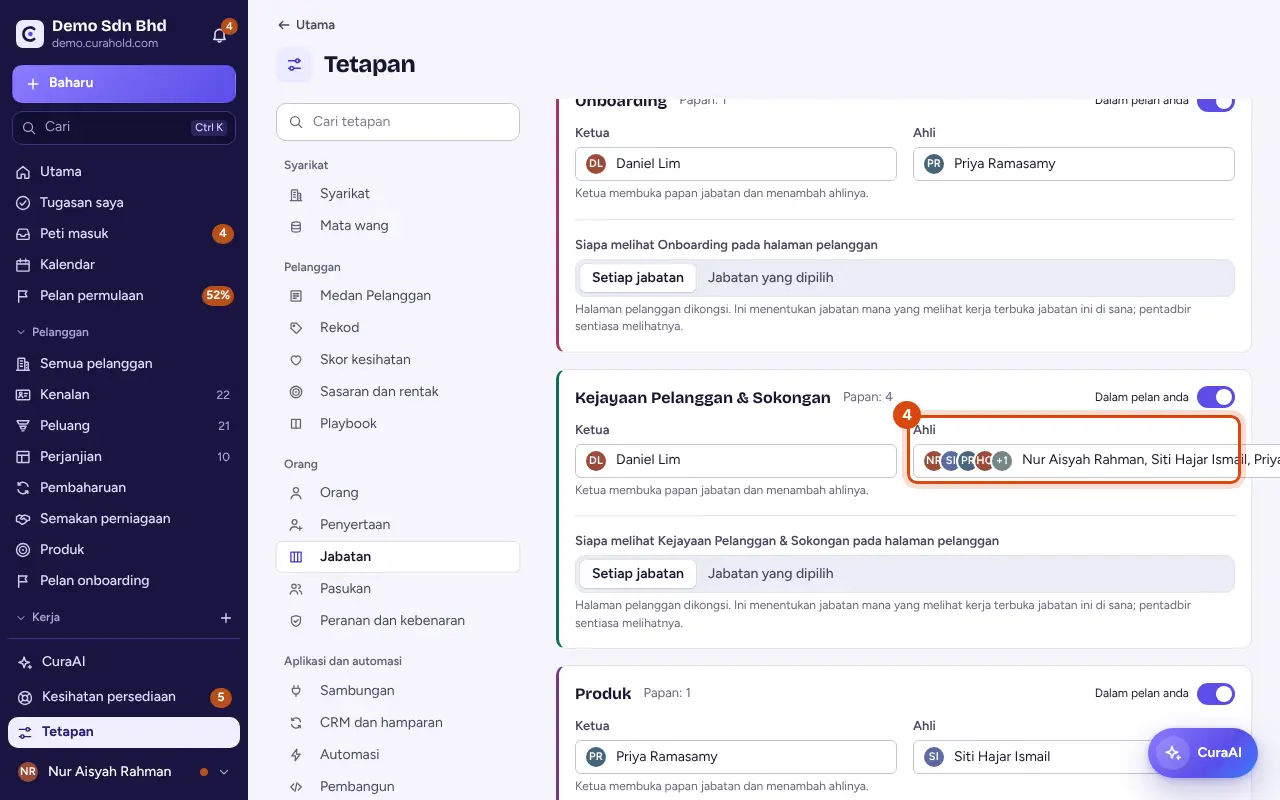 Demo Sdn Bhd
demo.curahold.com
4
Baharu
Cari
Ctrl K
Utama
Tugasan saya
Peti masuk
4
Kalendar
Pelan permulaan
52%
Pelanggan
Semua pelanggan
Kenalan
22
Peluang
21
Perjanjian
10
Pembaharuan
Semakan perniagaan
Produk
Pelan onboarding
Kerja
CuraAI
Kesihatan persediaan
5
Tetapan
NR
Nur Aisyah Rahman
Utama
Tetapan
Cari tetapan
Syarikat
Syarikat
Mata wang
Pelanggan
Medan Pelanggan
Rekod
Skor kesihatan
Sasaran dan rentak
Playbook
Orang
Orang
Penyertaan
Jabatan
Pasukan
Peranan dan kebenaran
Aplikasi dan automasi
Sambungan
CRM dan hamparan
Automasi
Pembangun
Onboarding
Papan: 1
Dalam pelan anda
Ketua
Ahli
DL
Daniel Lim
PR
Priya Ramasamy
Ketua membuka papan jabatan dan menambah ahlinya.
Siapa melihat Onboarding pada halaman pelanggan
Setiap jabatan
Jabatan yang dipilih
Halaman pelanggan dikongsi. Ini menentukan jabatan mana yang melihat kerja terbuka jabatan ini di sana; pentadbir
sentiasa melihatnya.
Kejayaan Pelanggan & Sokongan
Papan: 4
Dalam pelan anda
4
Ketua
Ahli
DL
Daniel Lim
NR
SI
PR
+1
Nur Aisyah Rahman, Siti Hajar Ismail, Priya
Ketua membuka papan jabatan dan menambah ahlinya.
Siapa melihat Kejayaan Pelanggan & Sokongan pada halaman pelanggan
Setiap jabatan
Jabatan yang dipilih
Halaman pelanggan dikongsi. Ini menentukan jabatan mana yang melihat kerja terbuka jabatan ini di sana; pentadbir
sentiasa melihatnya.
Produk
Papan: 1
Dalam pelan anda
Ketua
Ahli
PR
Priya Ramasamy
SI
Siti Hajar Ismail
Ketua membuka papan jabatan dan menambah ahlinya.
CuraAI